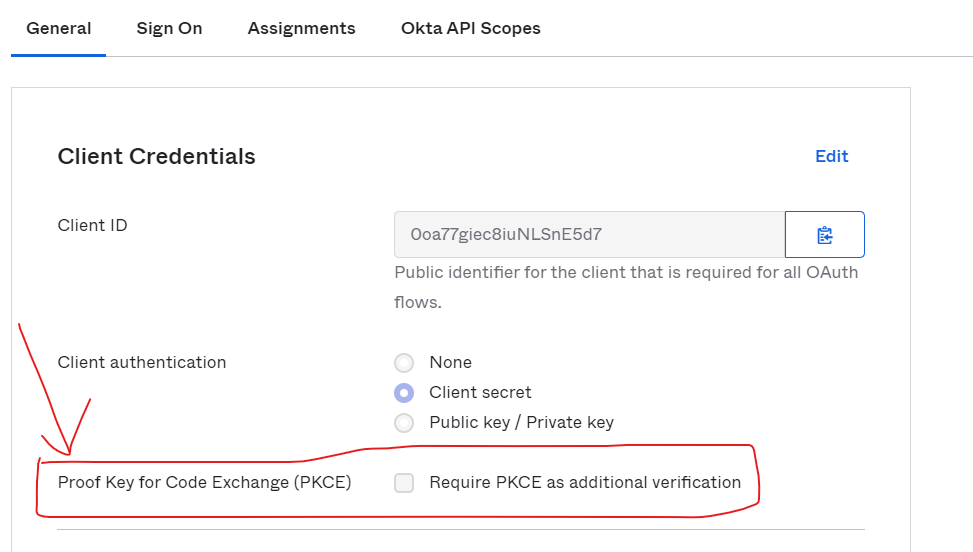 General Sign On Assignments Okta API Scopes
Client Credentials Edit
Client ID 0oa77giec8iuNLSnE5d7
Public identifier for the client that is required for all OAuth
flows.
Client authentication None
Client secret
Public key / Private key
Proof Key for Code Exchange (PKCE) Require PKCE as additional verification